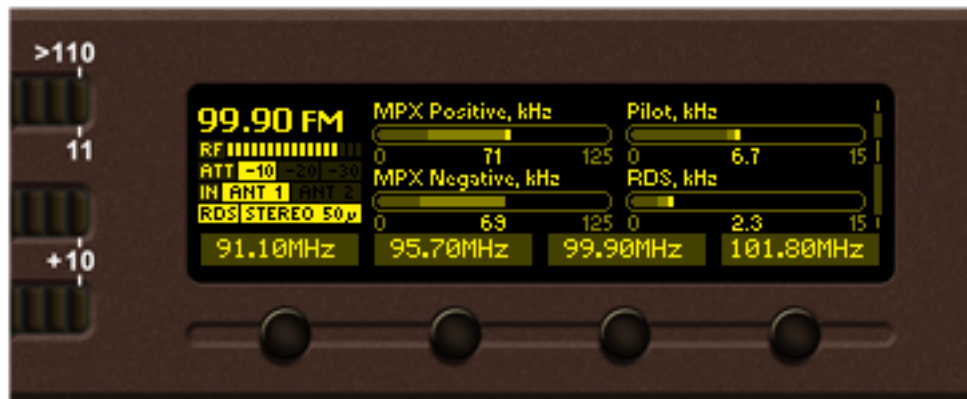 >110
11
+10
99.90 FM
RF
ATT -10 -20 -30
IN ANT 1 ANT 2
RDS STEREO 50µ
MPX Positive, kHz
0 71 125
MPX Negative, kHz
0 69 125
Pilot, kHz
0 6.7 15
RDS, kHz
0 2.3 15
91.10MHz 95.70MHz 99.90MHz 101.80MHz